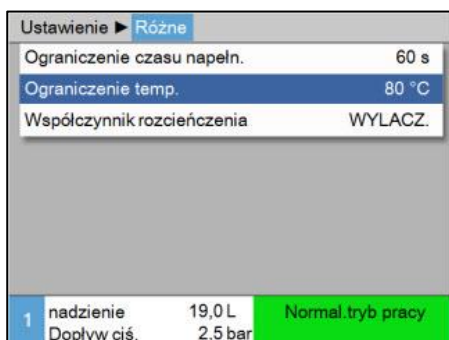 Ustawienie ► Różne
Ograniczenie czasu napełn. 60 s
Ograniczenie temp. 80 °C
Współczynnik rozcieńczenia WYLACZ.
1 nadzienie 19,0 L Normal.tryb pracy
Dopływ ciś. 2.5 bar